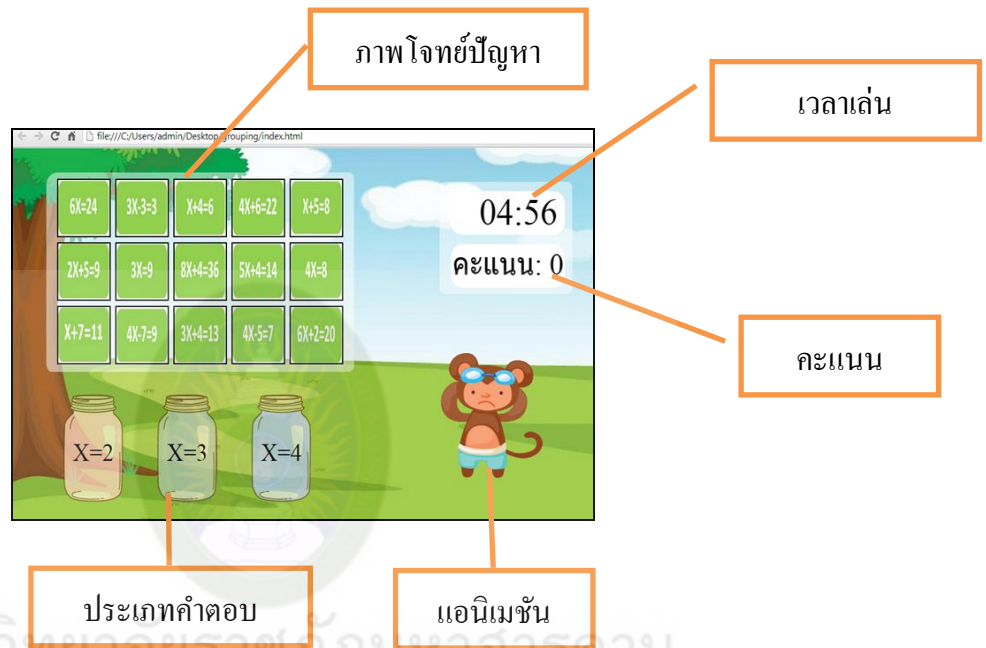 ภาพโจทย์ปัญหา
เวลาเล่น
file:///C:/Users/admin/Desktop/grouping/index.html
6X=24 3X-3=3 X+4=6 4X+6=22 X+5=8
04:56
2X+5=9 3X=9 8X+4=36 5X+4=14 4X=8
คะแนน: 0
X+7=11 4X-7=9 3X+4=13 4X-5=7 6X+2=20
คะแนน
X=2 X=3 X=4
ประเภทคำตอบ
แอนิเมชัน